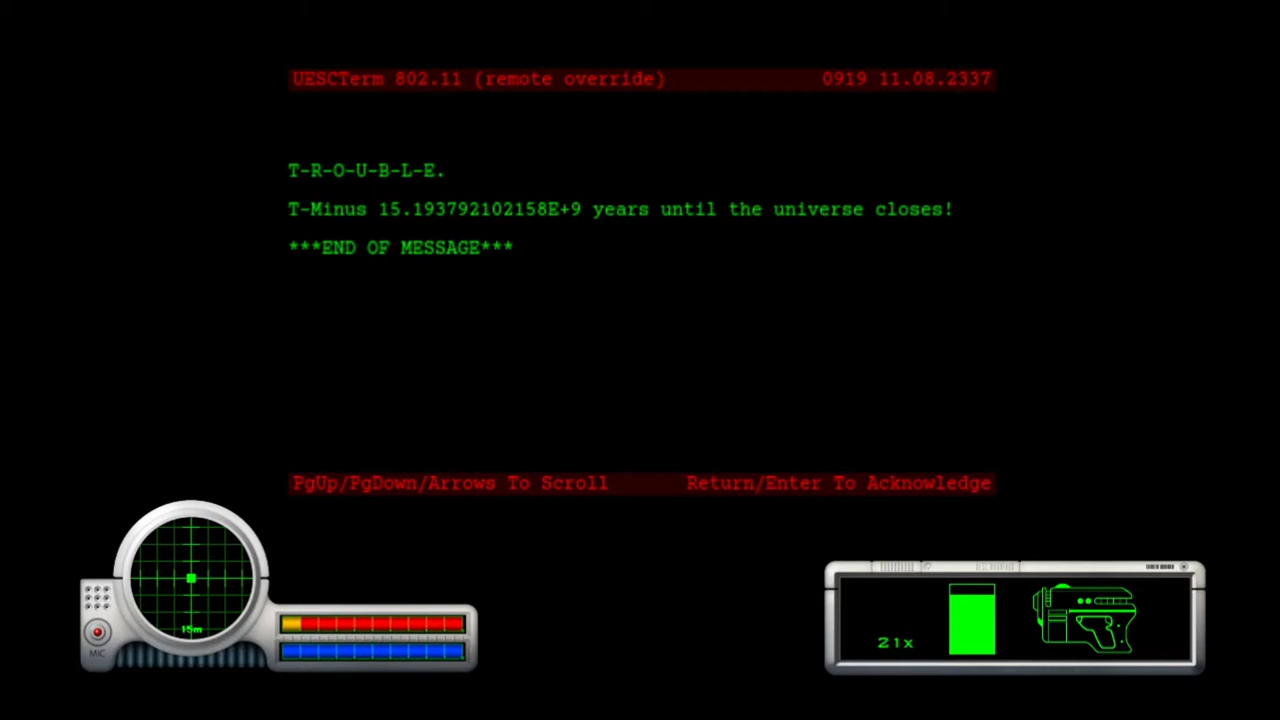 UESCTerm 802.11 (remote override) 0919 11.08.2337
T-R-O-U-B-L-E.
T-Minus 15.193792102158E+9 years until the universe closes!
***END OF MESSAGE***
PgUp/PgDown/Arrows To Scroll Return/Enter To Acknowledge
15m
MIC
21x